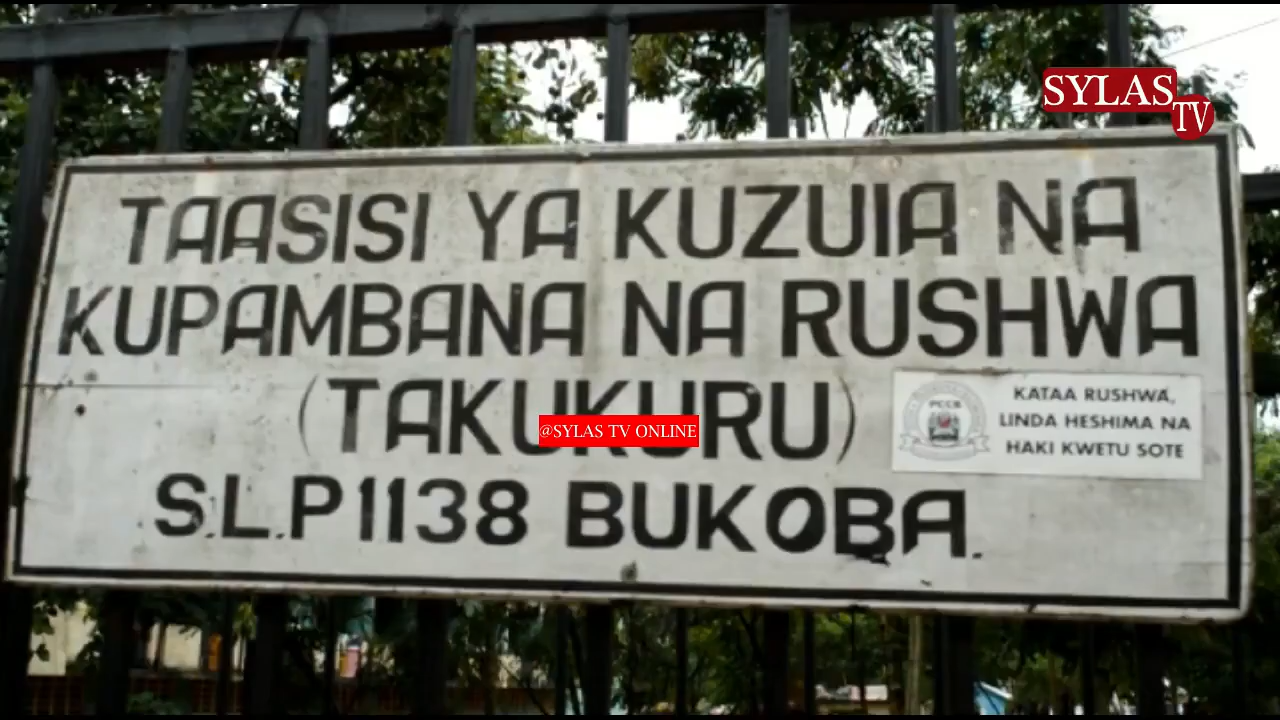 SYLAS
TV
TAASISI YA KUZUIA NA
KUPAMBANA NA RUSHWA
(TAKUKURU)
@SYLAS TV ONLINE
PCCB
KATAA RUSHWA,
LINDA HESHIMA NA
HAKI KWETU SOTE
S.L.P 1138 BUKOBA.